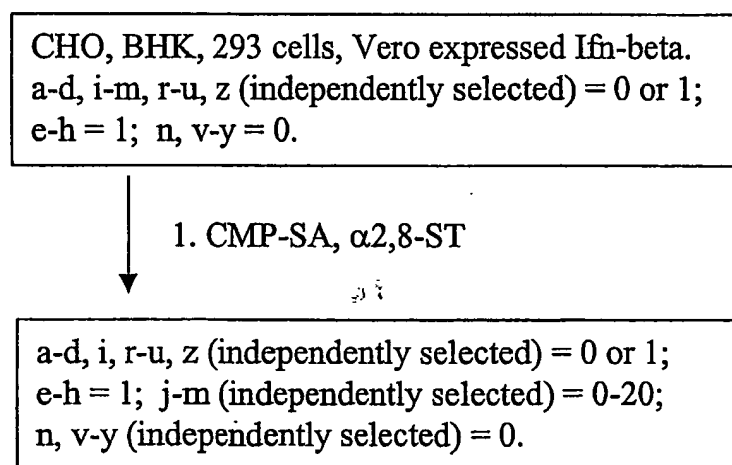 CHO, BHK, 293 cells, Vero expressed Ifn-beta.
a-d, i-m, r-u, z (independently selected) = 0 or 1;
e-h = 1; n, v-y = 0.
1. CMP-SA, α2,8-ST
a-d, i, r-u, z (independently selected) = 0 or 1;
e-h = 1; j-m (independently selected) = 0-20;
n, v-y (independently selected) = 0.